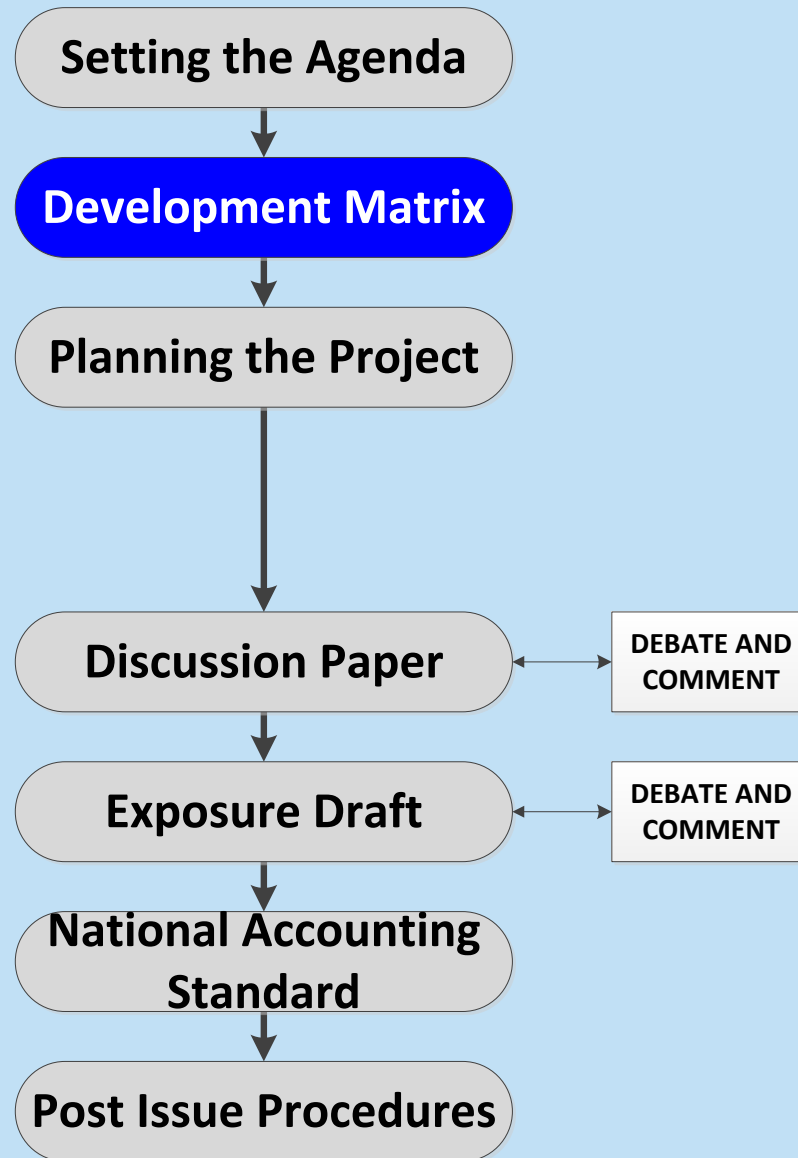 Setting the Agenda
Development Matrix
Planning the Project
Discussion Paper
DEBATE AND
COMMENT
Exposure Draft
DEBATE AND
COMMENT
National Accounting
Standard
Post Issue Procedures